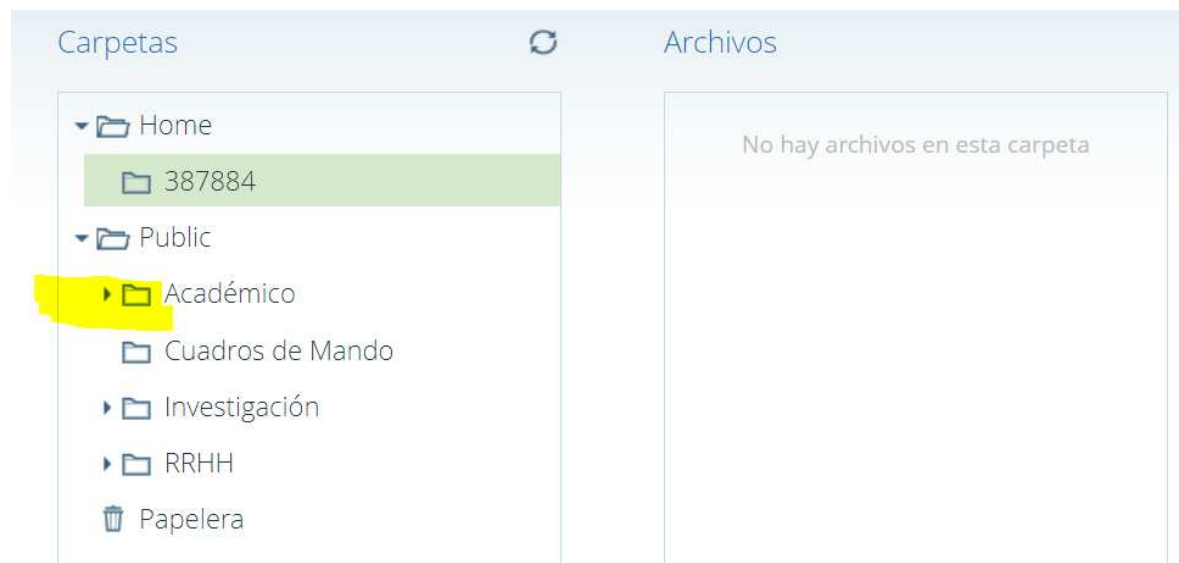 Carpetas
Archivos
Home
387884
Public
Académico
Cuadros de Mando
Investigación
RRHH
Papelera
No hay archivos en esta carpeta